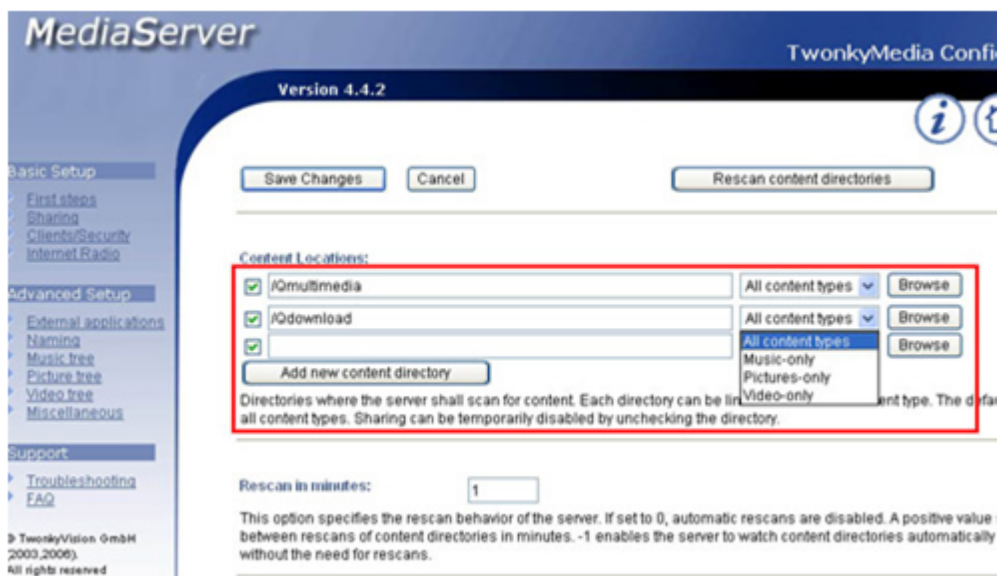 MediaServer
TwonkyMedia
Version 4.4.2
Basic Setup
First steps
Sharing
Clients/Security
Internet Radio
Advanced Setup
External applications
Naming
Music tree
Picture tree
Video tree
Miscellaneous
Support
Troubleshooting
FAQ
TwonkyVision GmbH
(2003,2006).
All rights reserved
Save Changes
Cancel
Rescan content directories
Content Locations:
/Qmultimedia
All content types
Browse
/Qdownload
All content types
Browse
All content types
Music-only
Pictures-only
Video-only
Browse
Add new content directory
Directories where the server shall scan for content. Each directory can be ent type. The
all content types. Sharing can be temporarily disabled by unchecking the directory.
Rescan in minutes:
1
This option specifies the rescan behavior of the server. If set to 0, automatic rescans are disabled. A positive value
between rescans of content directories in minutes. -1 enables the server to watch content directories automatically
without the need for rescans.